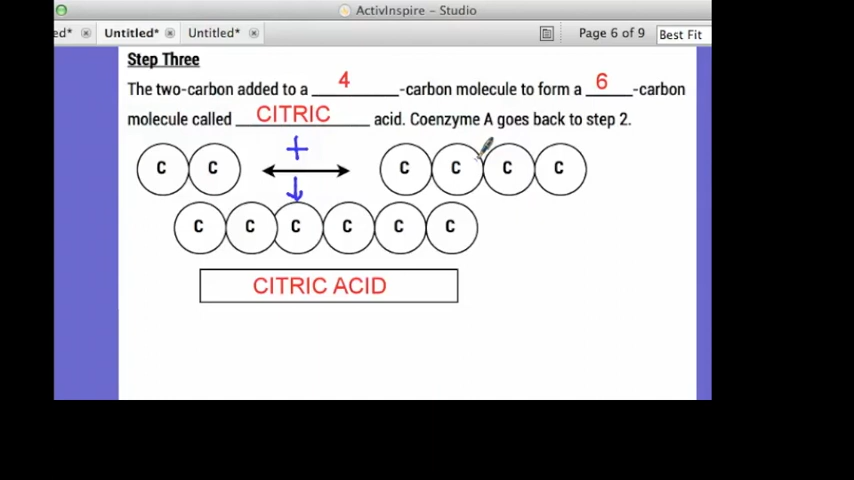 ActivInspire – Studio
ed* Untitled* Untitled* Page 6 of 9 Best Fit
Step Three
The two-carbon added to a 4 -carbon molecule to form a 6 -carbon
molecule called CITRIC acid. Coenzyme A goes back to step 2.
C C + C C C C
C C C C C C
CITRIC ACID